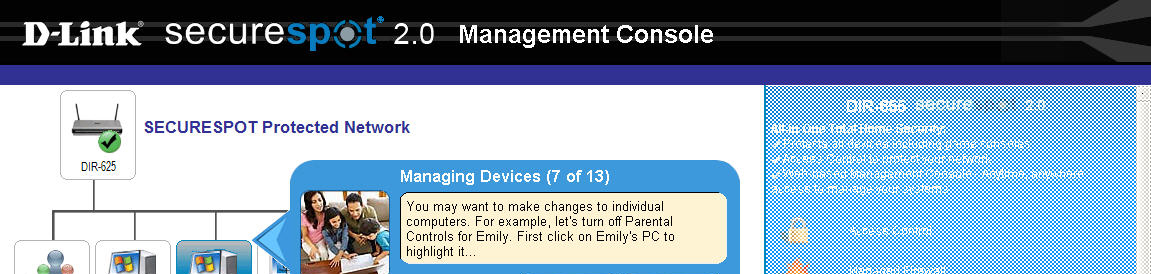 D-Link® securespot® 2.0 Management Console
SECURESPOT Protected Network
DIR-625
Managing Devices (7 of 13)
You may want to make changes to individual
computers. For example, let's turn off Parental
Controls for Emily. First click on Emily's PC to
highlight it...
DIR-665 secure 2.0
All-in One Total Home Security:
Protects all devices including game consoles
Access Control to protect your network
Web-based Management Console - Anytime, anywhere
access to manage your systems
Access Control
Managed Firewall